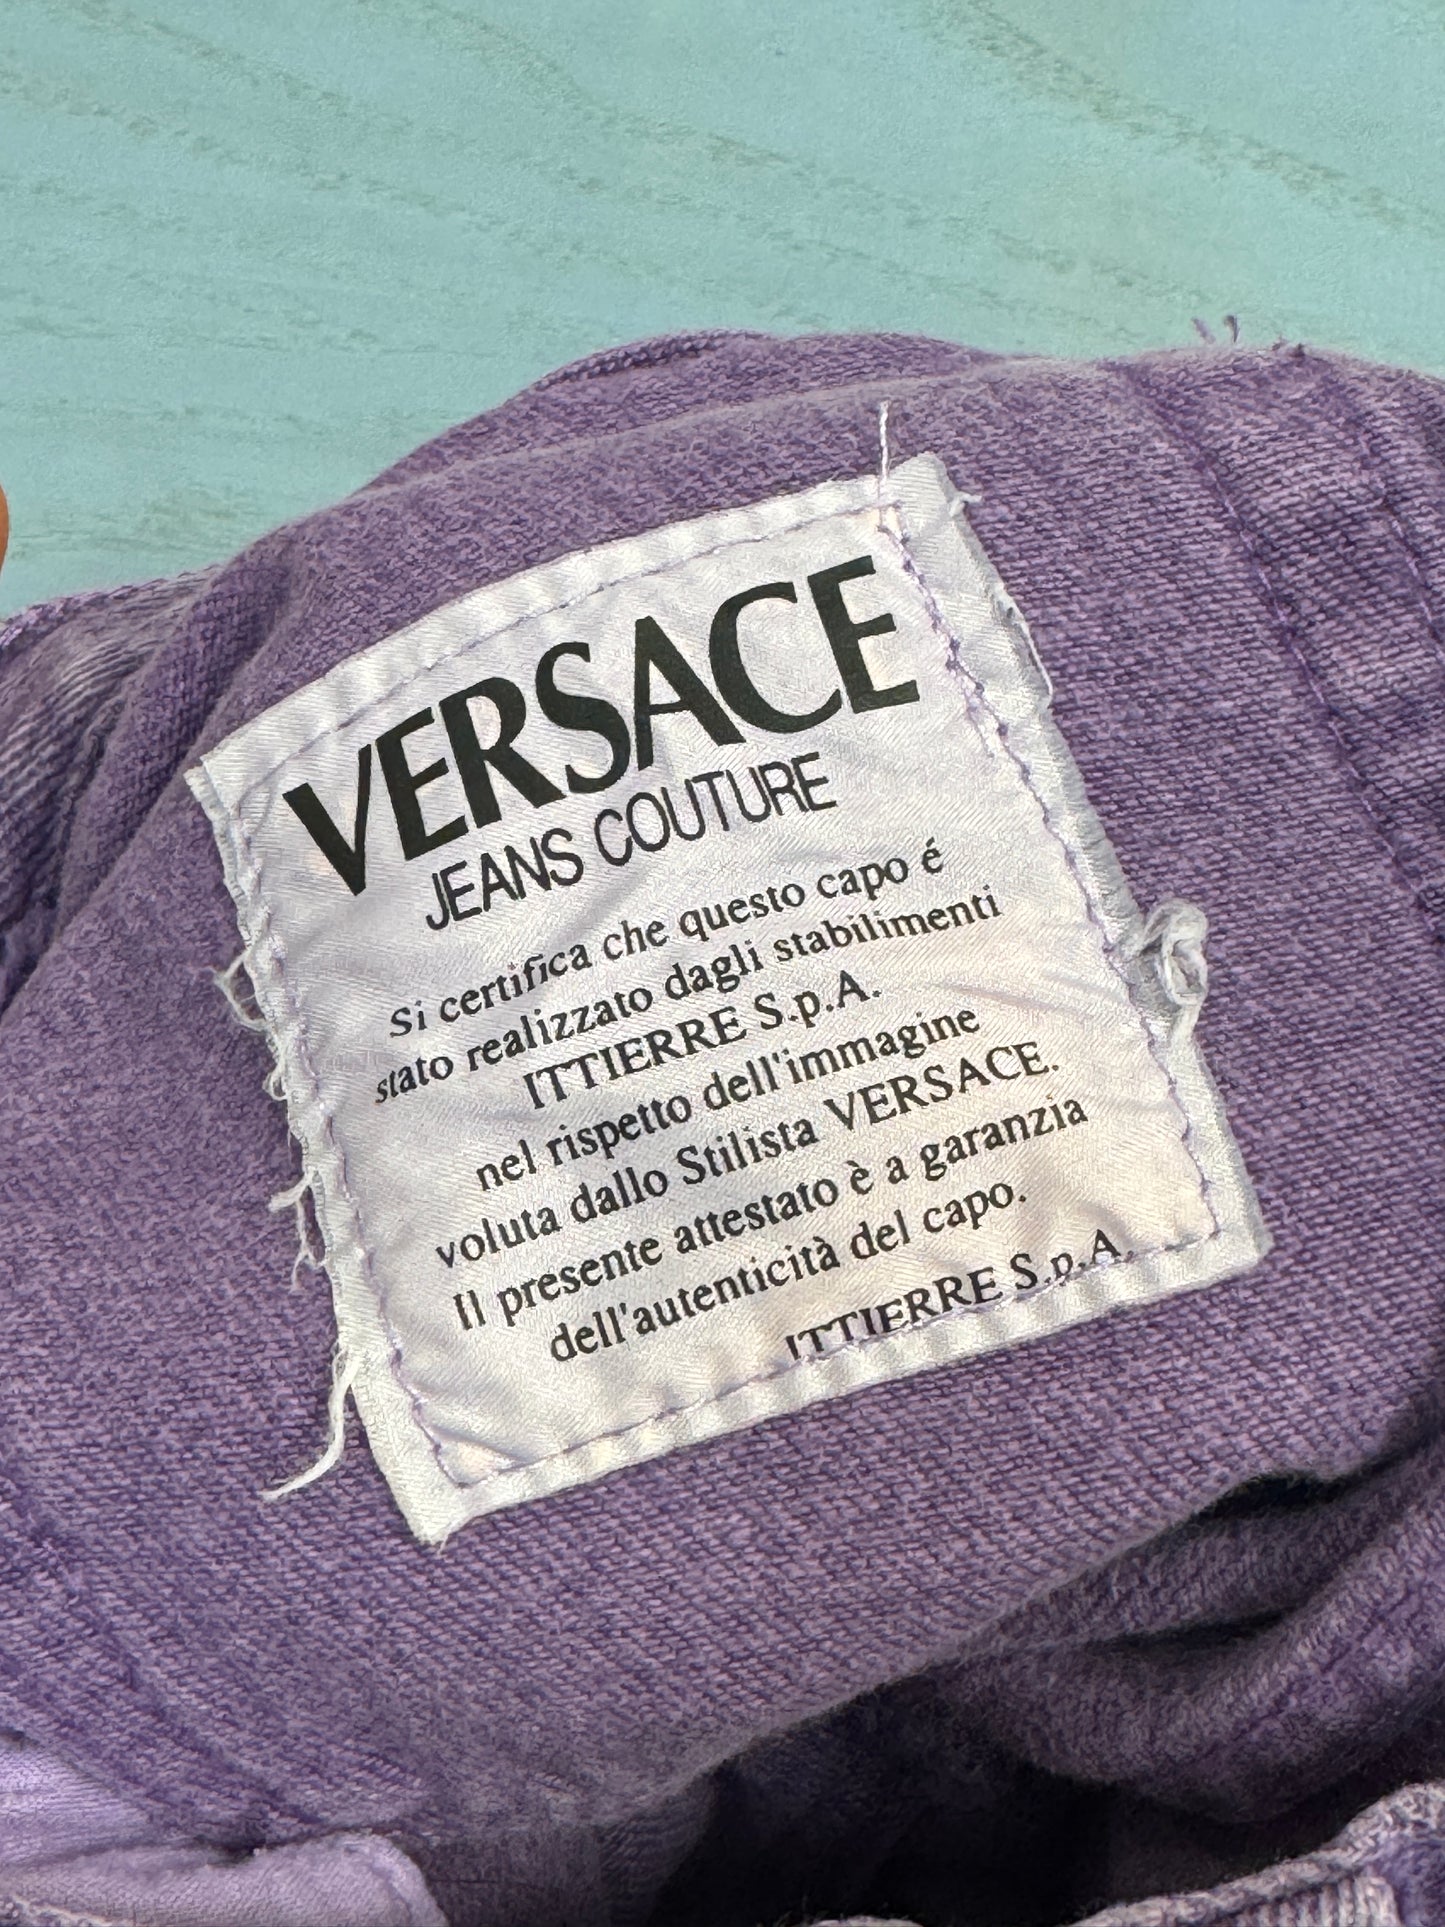 VERSACE
JEANS COUTURE
Si certifica che questo capo é
stato realizzato dagli stabilimenti
ITTIERRE S.p.A.
nel rispetto dell'immagine
voluta dallo Stilista VERSACE.
Il presente attestato è a garanzia
dell'autenticità del capo.
ITTIERRE S.p.A.